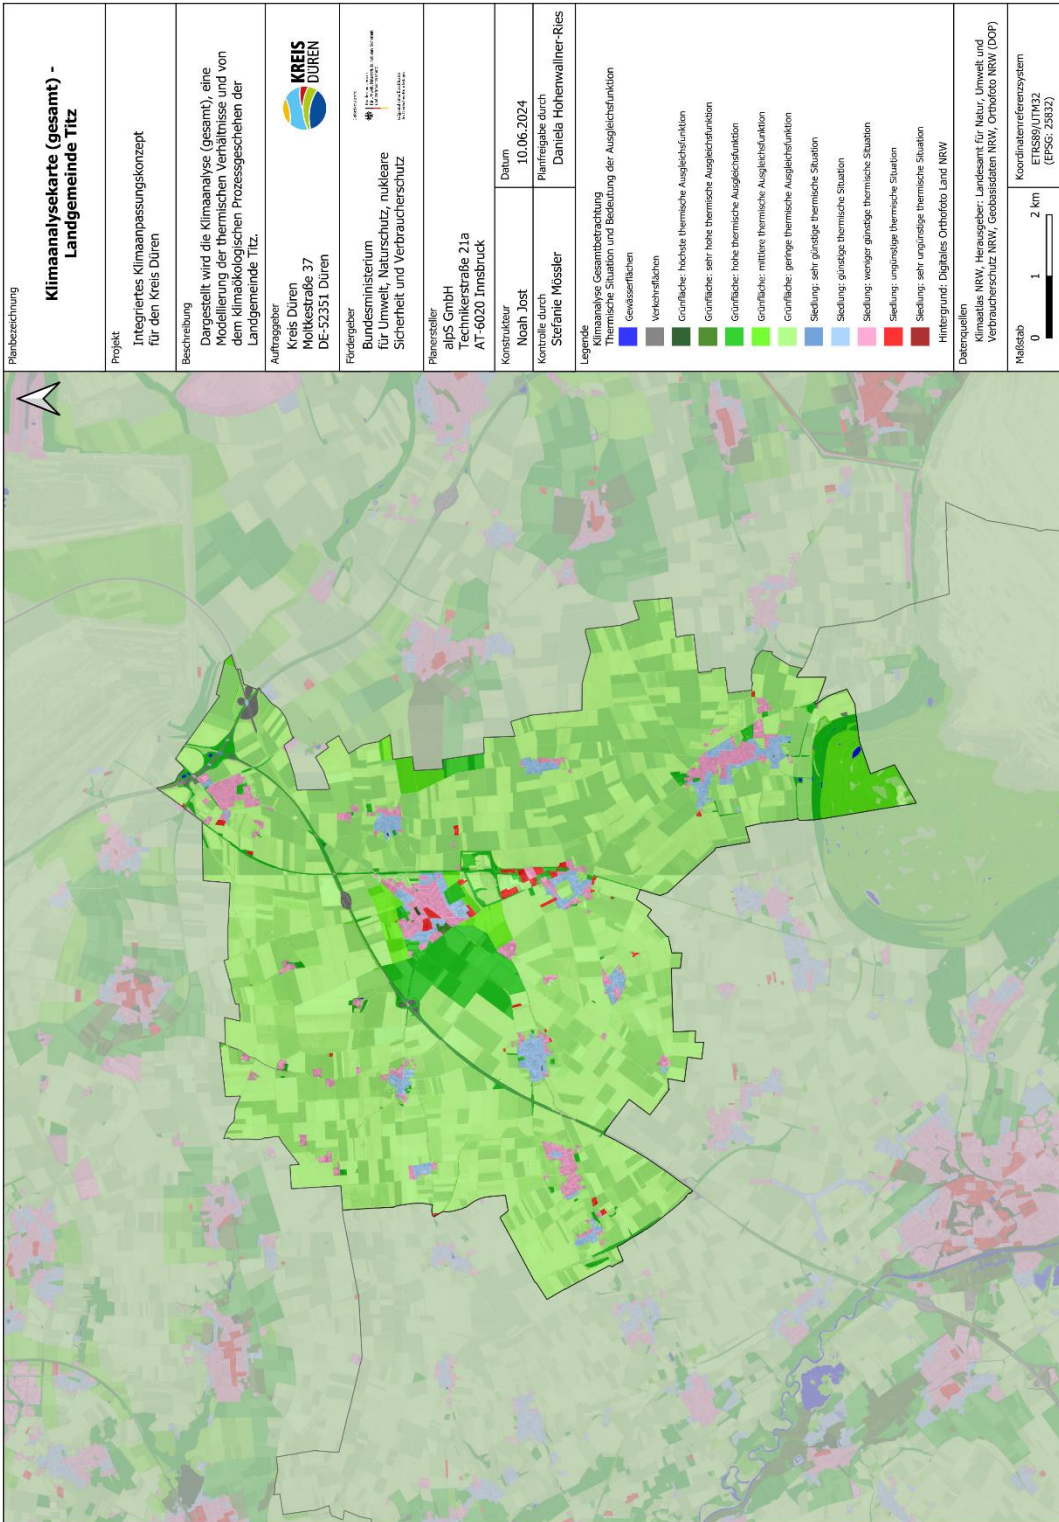 Planbezeichnung
Klimaanalysekarte (gesamt) -
Landgemeinde Titz
Projekt
Integriertes Klimaanpassungskonzept
für den Kreis Düren
Beschreibung
Dargestellt wird die Klimaanalyse (gesamt), eine
Modellierung der thermischen Verhältnisse und von
dem klimaökologischen Prozessgeschehen der
Landgemeinde Titz.
Auftraggeber
Kreis Düren
Moltkestraße 37
DE-52351 Düren
KREIS
DÜREN
Fördergeber
Bundesministerium
für Umwelt, Naturschutz, nukleare
Sicherheit und Verbraucherschutz
Planersteller
alpS GmbH
Technikerstraße 21a
AT-6020 Innsbruck
Konstrukteur
Noah Jost
Datum
10.06.2024
Kontrolle durch
Stefanie Mössler
Planfreigabe durch
Daniela Hohenwallner-Ries
Legende
Klimaanalyse Gesamtbetrachtung
Thermische Situation und Bedeutung der Ausgleichsfunktion
Gewässerflächen
Verkehrsflächen
Grünfläche: höchste thermische Ausgleichsfunktion
Grünfläche: sehr hohe thermische Ausgleichsfunktion
Grünfläche: hohe thermische Ausgleichsfunktion
Grünfläche: mittlere thermische Ausgleichsfunktion
Grünfläche: geringe thermische Ausgleichsfunktion
Siedlung: sehr günstige thermische Situation
Siedlung: günstige thermische Situation
Siedlung: weniger günstige thermische Situation
Siedlung: ungünstige thermische Situation
Siedlung: sehr ungünstige thermische Situation
Hintergrund: Digitales Orthofoto Land NRW
Datenquellen
Klimaatlas NRW, Herausgeber: Landesamt für Natur, Umwelt und
Verbraucherschutz NRW, Geobasisdaten NRW, Orthofoto NRW (DOP)
Maßstab
0 1 2 km
Koordinatenreferenzsystem
ETRS89/UTM32
(EPSG: 25832)